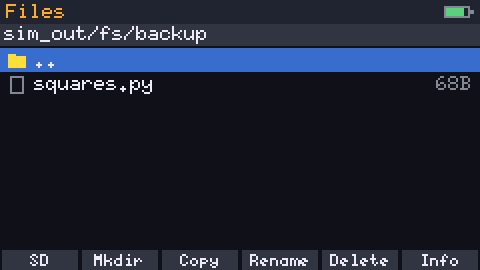 Files
sim_out/fs/backup
..
squares.py 68B
SD Mkdir Copy Rename Delete Info